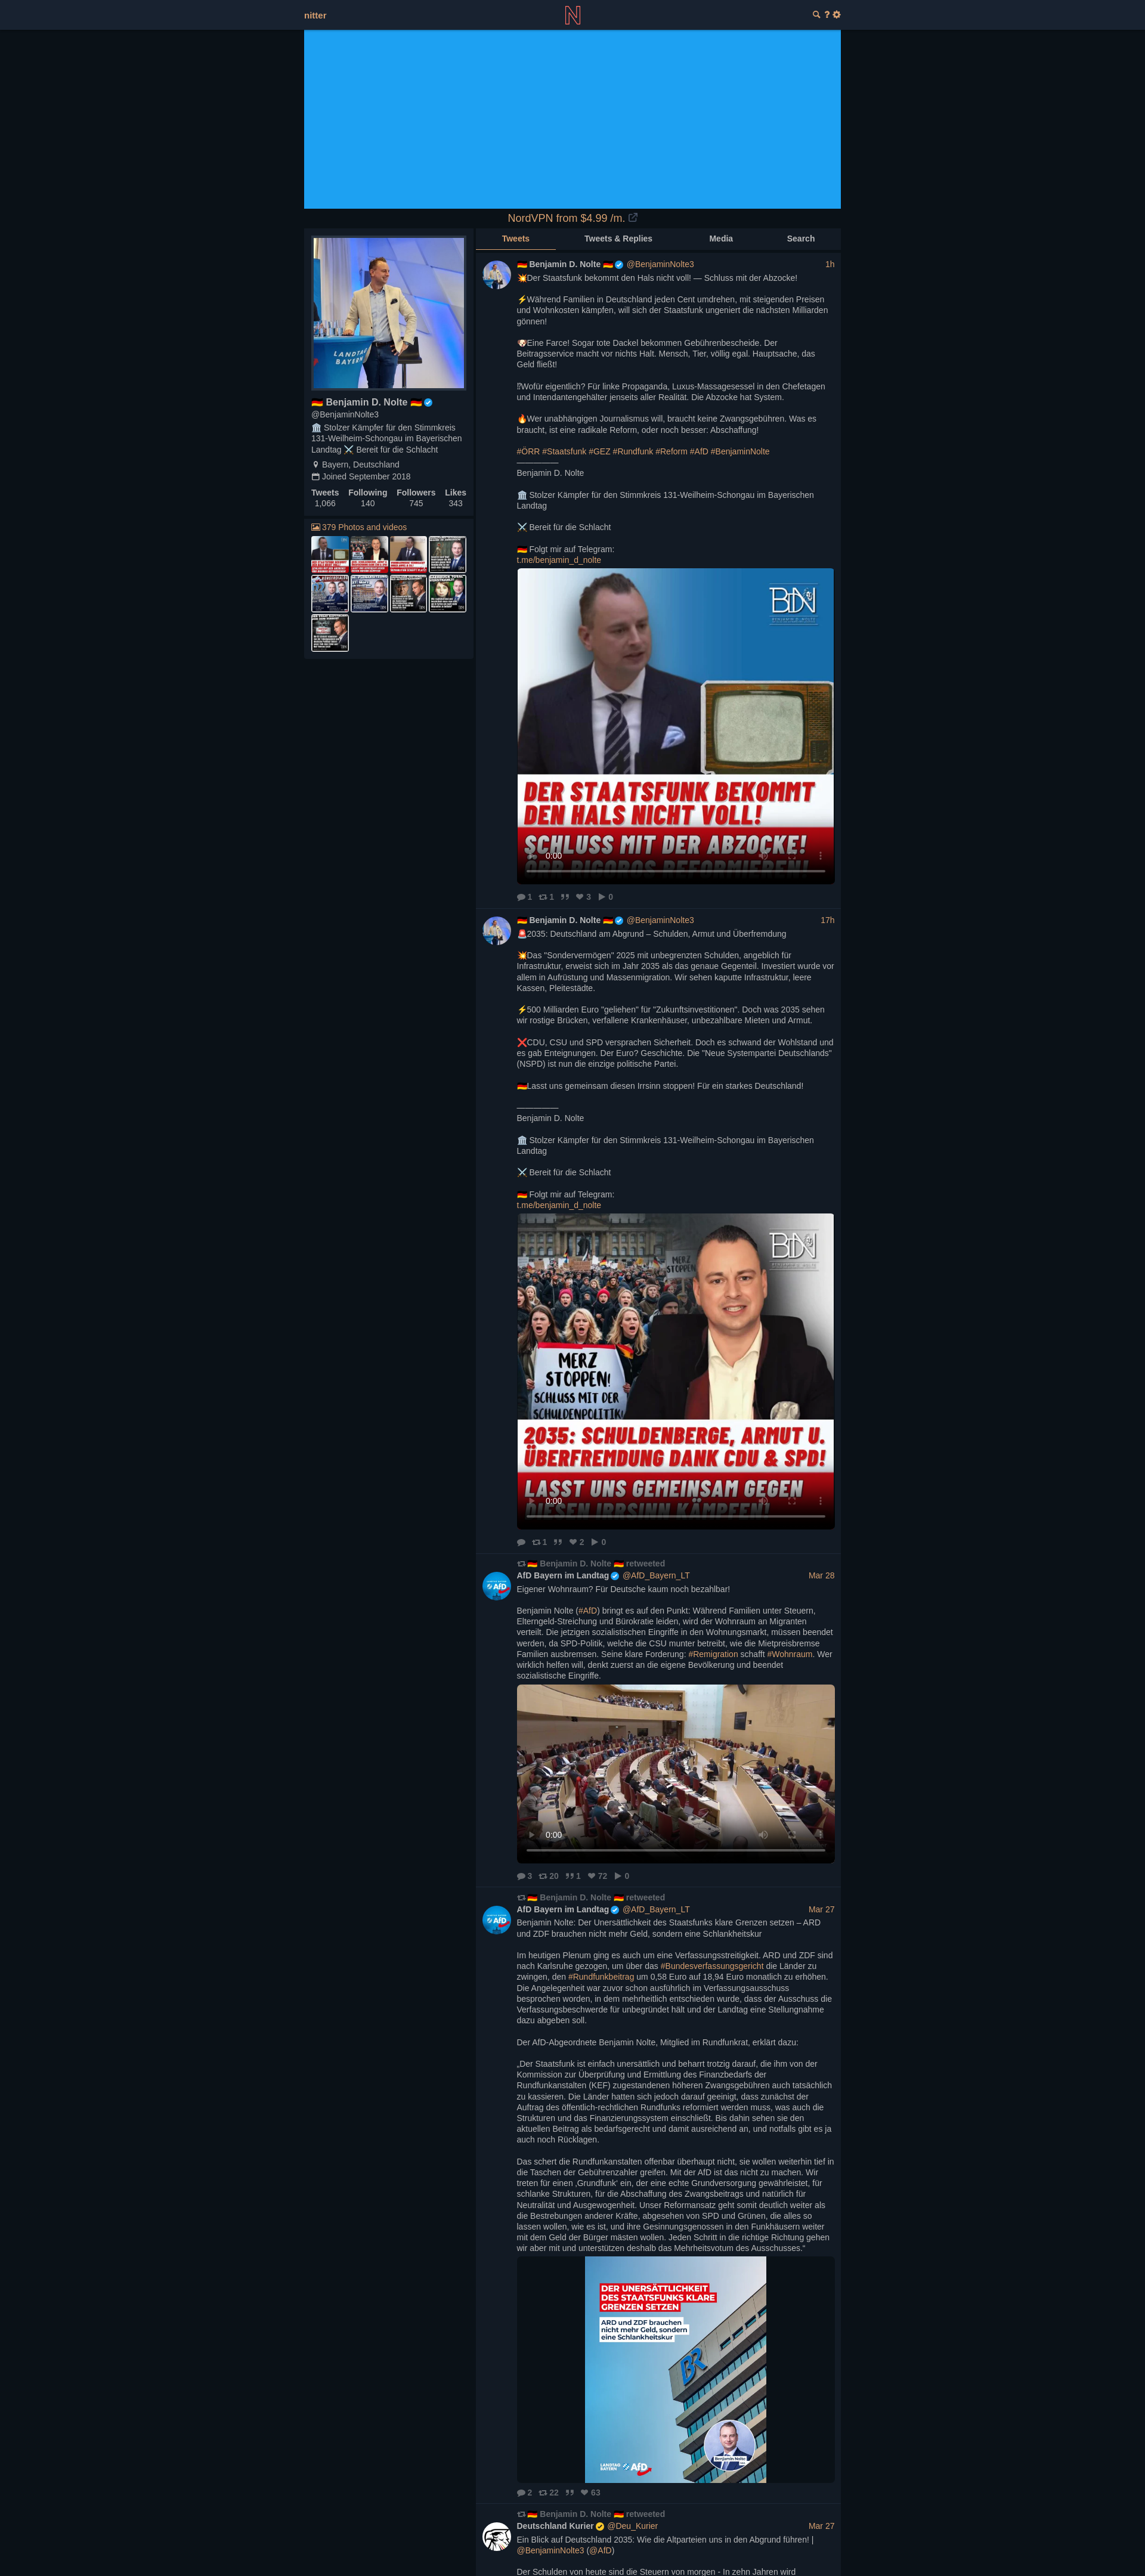 nitter
NordVPN from $4.99 /m.
🇩🇪 Benjamin D. Nolte 🇩🇪
@BenjaminNolte3
🏛️ Stolzer Kämpfer für den Stimmkreis
131-Weilheim-Schongau im Bayerischen
Landtag ⚔️ Bereit für die Schlacht
Bayern, Deutschland
Joined September 2018
Tweets Following Followers Likes
1,066 140 745 343
379 Photos and videos
Tweets Tweets & Replies Media Search
🇩🇪 Benjamin D. Nolte 🇩🇪 @BenjaminNolte3 1h
💥Der Staatsfunk bekommt den Hals nicht voll! — Schluss mit der Abzocke!
⚡Während Familien in Deutschland jeden Cent umdrehen, mit steigenden Preisen
und Wohnkosten kämpfen, will sich der Staatsfunk ungeniert die nächsten Milliarden
gönnen!
🐶Eine Farce! Sogar tote Dackel bekommen Gebührenbescheide. Der
Beitragsservice macht vor nichts Halt. Mensch, Tier, völlig egal. Hauptsache, das
Geld fließt!
Wofür eigentlich? Für linke Propaganda, Luxus-Massagesessel in den Chefetagen
und Intendantengehälter jenseits aller Realität. Die Abzocke hat System.
🔥Wer unabhängigen Journalismus will, braucht keine Zwangsgebühren. Was es
braucht, ist eine radikale Reform, oder noch besser: Abschaffung!
#ÖRR #Staatsfunk #GEZ #Rundfunk #Reform #AfD #BenjaminNolte
Benjamin D. Nolte
🏛️ Stolzer Kämpfer für den Stimmkreis 131-Weilheim-Schongau im Bayerischen
Landtag
⚔️ Bereit für die Schlacht
🇩🇪 Folgt mir auf Telegram:
t.me/benjamin_d_nolte
BDN
DER STAATSFUNK BEKOMMT
DEN HALS NICHT VOLL!
SCHLUSS MIT DER ABZOCKE!
ÖRR RIGOROS REFORMIEREN!
0:00
1 1 3 0
🇩🇪 Benjamin D. Nolte 🇩🇪 @BenjaminNolte3 17h
🚨2035: Deutschland am Abgrund – Schulden, Armut und Überfremdung
💥Das "Sondervermögen" 2025 mit unbegrenzten Schulden, angeblich für
Infrastruktur, erweist sich im Jahr 2035 als das genaue Gegenteil. Investiert wurde vor
allem in Aufrüstung und Massenmigration. Wir sehen kaputte Infrastruktur, leere
Kassen, Pleitestädte.
⚡500 Milliarden Euro "geliehen" für "Zukunftsinvestitionen". Doch was 2035 sehen
wir rostige Brücken, verfallene Krankenhäuser, unbezahlbare Mieten und Armut.
❌CDU, CSU und SPD versprachen Sicherheit. Doch es schwand der Wohlstand und
es gab Enteignungen. Der Euro? Geschichte. Die "Neue Systempartei Deutschlands"
(NSPD) ist nun die einzige politische Partei.
🇩🇪Lasst uns gemeinsam diesen Irrsinn stoppen! Für ein starkes Deutschland!
Benjamin D. Nolte
🏛️ Stolzer Kämpfer für den Stimmkreis 131-Weilheim-Schongau im Bayerischen
Landtag
⚔️ Bereit für die Schlacht
🇩🇪 Folgt mir auf Telegram:
t.me/benjamin_d_nolte
BDN
MERZ
STOPPEN!
MERZ
STOPPEN!
SCHLUSS MIT DER
SCHULDENPOLITIK!
2035: SCHULDENBERGE, ARMUT U.
ÜBERFREMDUNG DANK CDU & SPD!
LASST UNS GEMEINSAM GEGEN
DIESEN IRRSINN KÄMPFEN!
0:00
1 2 0
🇩🇪 Benjamin D. Nolte 🇩🇪 retweeted
AfD Bayern im Landtag @AfD_Bayern_LT Mar 28
Eigener Wohnraum? Für Deutsche kaum noch bezahlbar!
Benjamin Nolte (#AfD) bringt es auf den Punkt: Während Familien unter Steuern,
Elterngeld-Streichung und Bürokratie leiden, wird der Wohnraum an Migranten
verteilt. Die jetzigen sozialistischen Eingriffe in den Wohnungsmarkt, müssen beendet
werden, da SPD-Politik, welche die CSU munter betreibt, wie die Mietpreisbremse
Familien ausbremsen. Seine klare Forderung: #Remigration schafft #Wohnraum. Wer
wirklich helfen will, denkt zuerst an die eigene Bevölkerung und beendet
sozialistische Eingriffe.
0:00
3 20 1 72 0
🇩🇪 Benjamin D. Nolte 🇩🇪 retweeted
AfD Bayern im Landtag @AfD_Bayern_LT Mar 27
Benjamin Nolte: Der Unersättlichkeit des Staatsfunks klare Grenzen setzen – ARD
und ZDF brauchen nicht mehr Geld, sondern eine Schlankheitskur
Im heutigen Plenum ging es auch um eine Verfassungsstreitigkeit. ARD und ZDF sind
nach Karlsruhe gezogen, um über das #Bundesverfassungsgericht die Länder zu
zwingen, den #Rundfunkbeitrag um 0,58 Euro auf 18,94 Euro monatlich zu erhöhen.
Die Angelegenheit war zuvor schon ausführlich im Verfassungsausschuss
besprochen worden, in dem mehrheitlich entschieden wurde, dass der Ausschuss die
Verfassungsbeschwerde für unbegründet hält und der Landtag eine Stellungnahme
dazu abgeben soll.
Der AfD-Abgeordnete Benjamin Nolte, Mitglied im Rundfunkrat, erklärt dazu:
„Der Staatsfunk ist einfach unersättlich und beharrt trotzig darauf, die ihm von der
Kommission zur Überprüfung und Ermittlung des Finanzbedarfs der
Rundfunkanstalten (KEF) zugestandenen höheren Zwangsgebühren auch tatsächlich
zu kassieren. Die Länder hatten sich jedoch darauf geeinigt, dass zunächst der
Auftrag des öffentlich-rechtlichen Rundfunks reformiert werden muss, was auch die
Strukturen und das Finanzierungssystem einschließt. Bis dahin sehen sie den
aktuellen Beitrag als bedarfsgerecht und damit ausreichend an, und notfalls gibt es ja
auch noch Rücklagen.
Das schert die Rundfunkanstalten offenbar überhaupt nicht, sie wollen weiterhin tief in
die Taschen der Gebührenzahler greifen. Mit der AfD ist das nicht zu machen. Wir
treten für einen ‚Grundfunk‘ ein, der eine echte Grundversorgung gewährleistet, für
schlanke Strukturen, für die Abschaffung des Zwangsbeitrags und natürlich für
Neutralität und Ausgewogenheit. Unser Reformansatz geht somit deutlich weiter als
die Bestrebungen anderer Kräfte, abgesehen von SPD und Grünen, die alles so
lassen wollen, wie es ist, und ihre Gesinnungsgenossen in den Funkhäusern weiter
mit dem Geld der Bürger mästen wollen. Jeden Schritt in die richtige Richtung gehen
wir aber mit und unterstützen deshalb das Mehrheitsvotum des Ausschusses.“
DER UNERSÄTTLICHKEIT
DES STAATSFUNKS KLARE
GRENZEN SETZEN
ARD und ZDF brauchen
nicht mehr Geld, sondern
eine Schlankheitskur
BR
Benjamin Nolte
LANDTAG
BAYERN AfD
2 22 63
🇩🇪 Benjamin D. Nolte 🇩🇪 retweeted
Deutschland Kurier @Deu_Kurier Mar 27
Ein Blick auf Deutschland 2035: Wie die Altparteien uns in den Abgrund führen! |
@BenjaminNolte3 (@AfD)
Der Schulden von heute sind die Steuern von morgen - In zehn Jahren wird